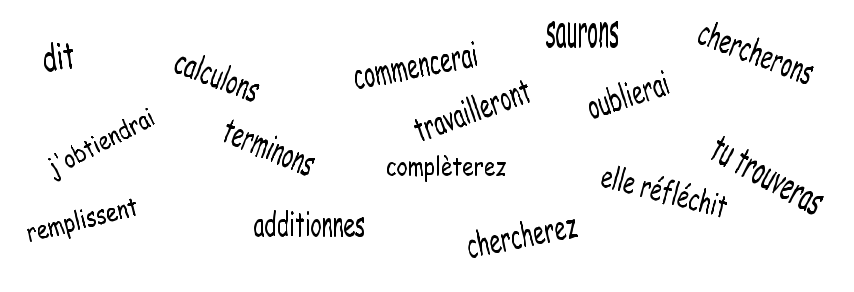 dit
calculons
commencerai
saurons
chercherons
j'obtiendrai
terminons
travailleront
oublierai
complèterez
tu trouveras
elle réfléchit
remplissent
additionnes
chercherez